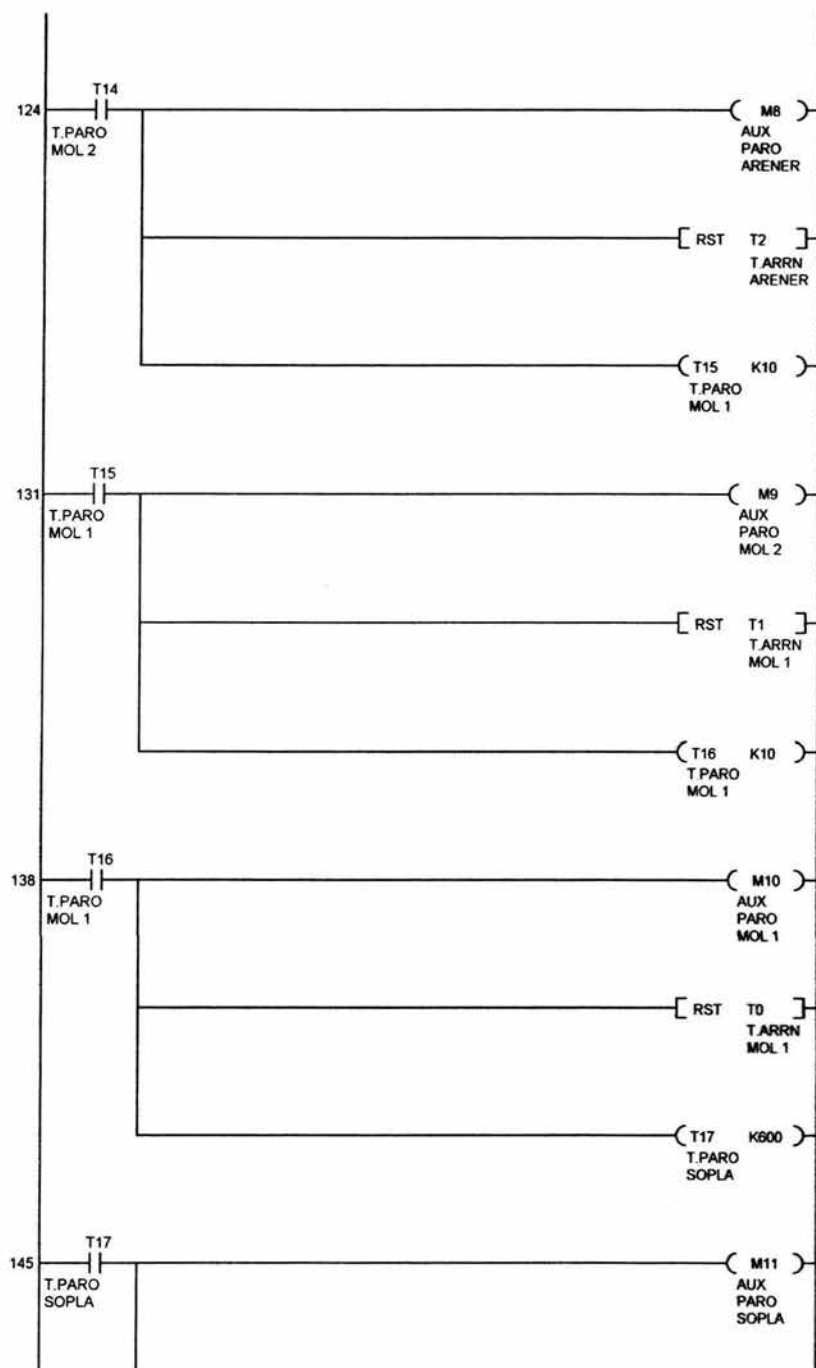 T14
124
T.PARO
MOL 2
M8
AUX
PARO
ARENER
RST T2
T.ARRN
ARENER
T15 K10
T.PARO
MOL 1
T15
131
T.PARO
MOL 1
M9
AUX
PARO
MOL 2
RST T1
T.ARRN
MOL 1
T16 K10
T.PARO
MOL 1
T16
138
T.PARO
MOL 1
M10
AUX
PARO
MOL 1
RST T0
T.ARRN
MOL 1
T17 K600
T.PARO
SOPLA
T17
145
T.PARO
SOPLA
M11
AUX
PARO
SOPLA